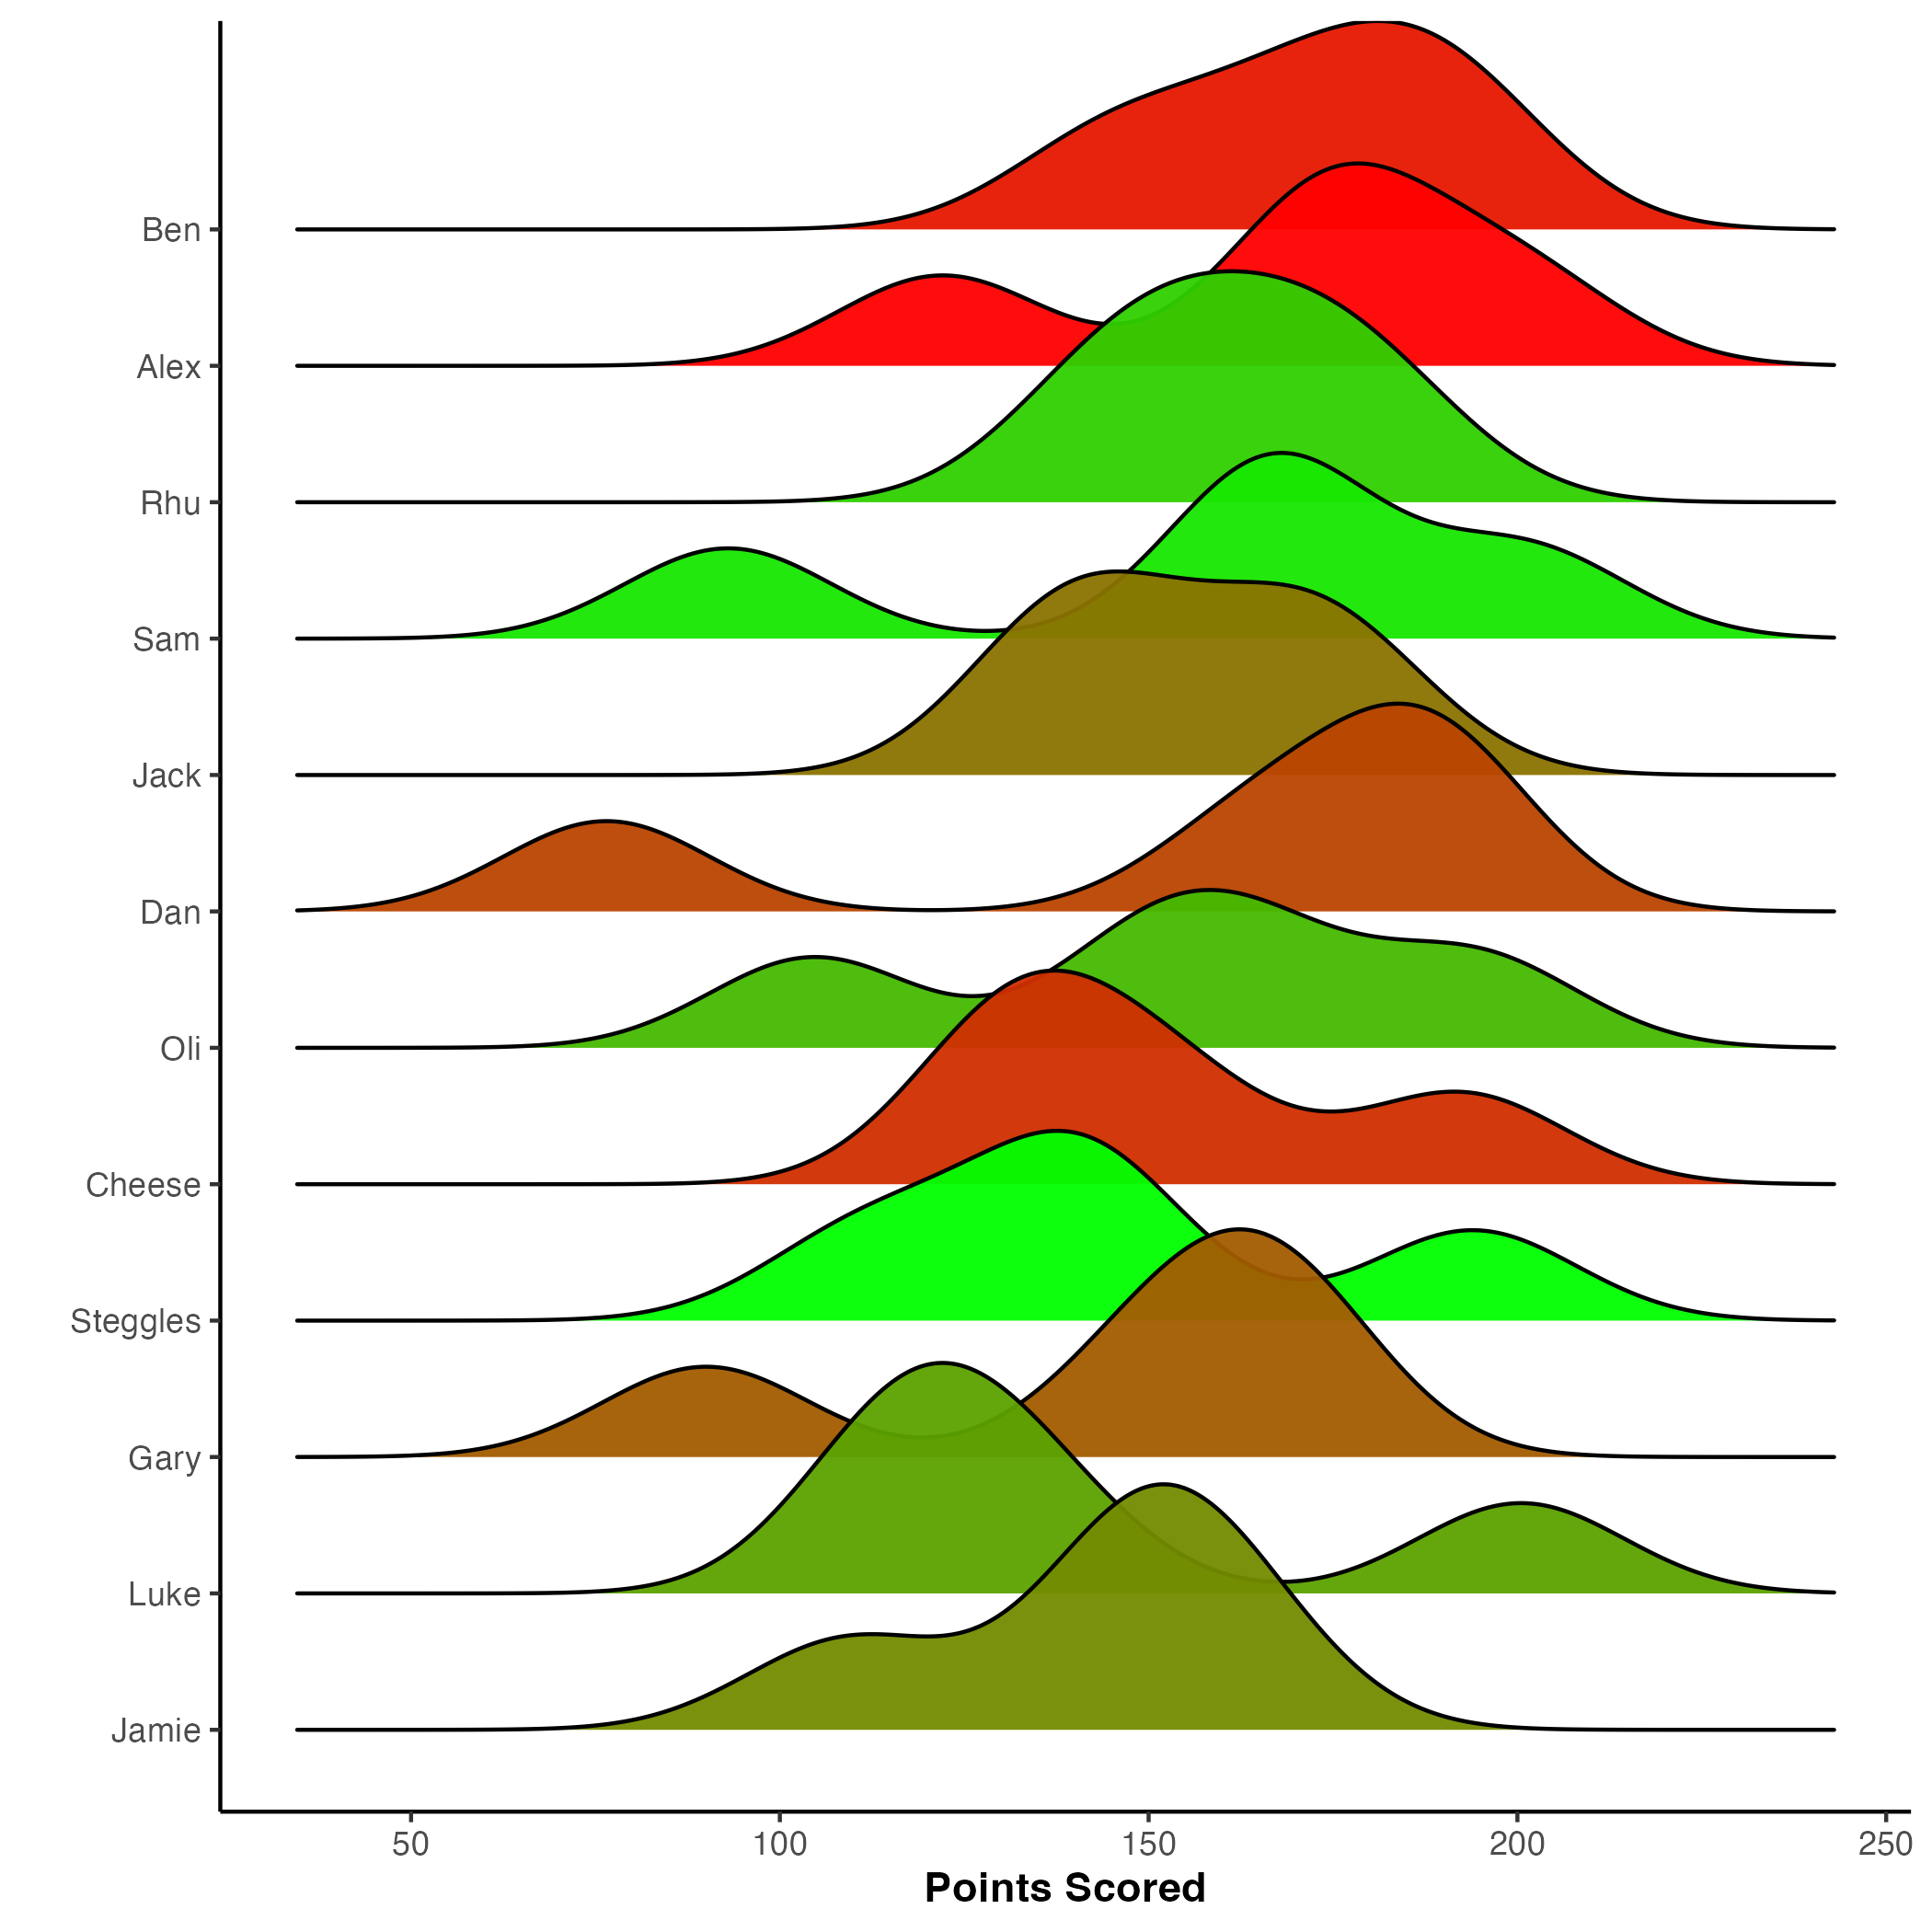 Ben
Alex
Rhu
Sam
Jack
Dan
Oli
Cheese
Steggles
Gary
Luke
Jamie
50 100 150 200 250
Points Scored